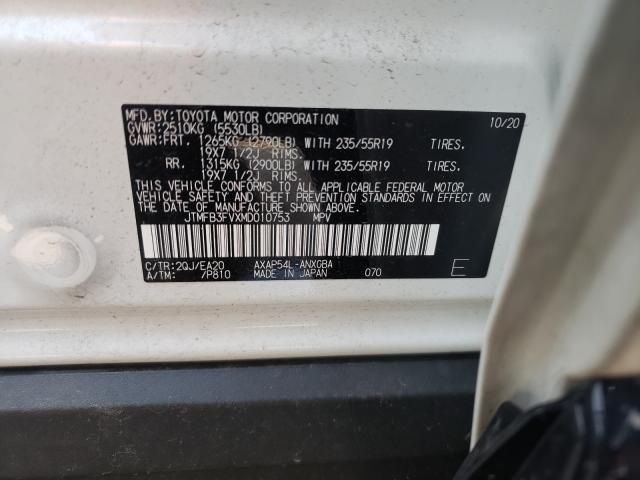 MFD. BY: TOYOTA MOTOR CORPORATION 10/20
GVWR: 2510KG (5530LB)
GAWR: FRT. 1265KG (2790LB) WITH 235/55R19 TIRES.
19X7 1/2J RIMS.
RR. 1315KG (2900LB) WITH 235/55R19 TIRES.
19X7 1/2J RIMS.
THIS VEHICLE CONFORMS TO ALL APPLICABLE FEDERAL MOTOR
VEHICLE SAFETY AND THEFT PREVENTION STANDARDS IN EFFECT
ON THE DATE OF MANUFACTURE SHOWN ABOVE.
JTMFB3FVXMD010753 MPV
C/TR: 2QJ/EA20 AXAP54L-ANXGBA
A/TM: /P810 MADE IN JAPAN 070 E